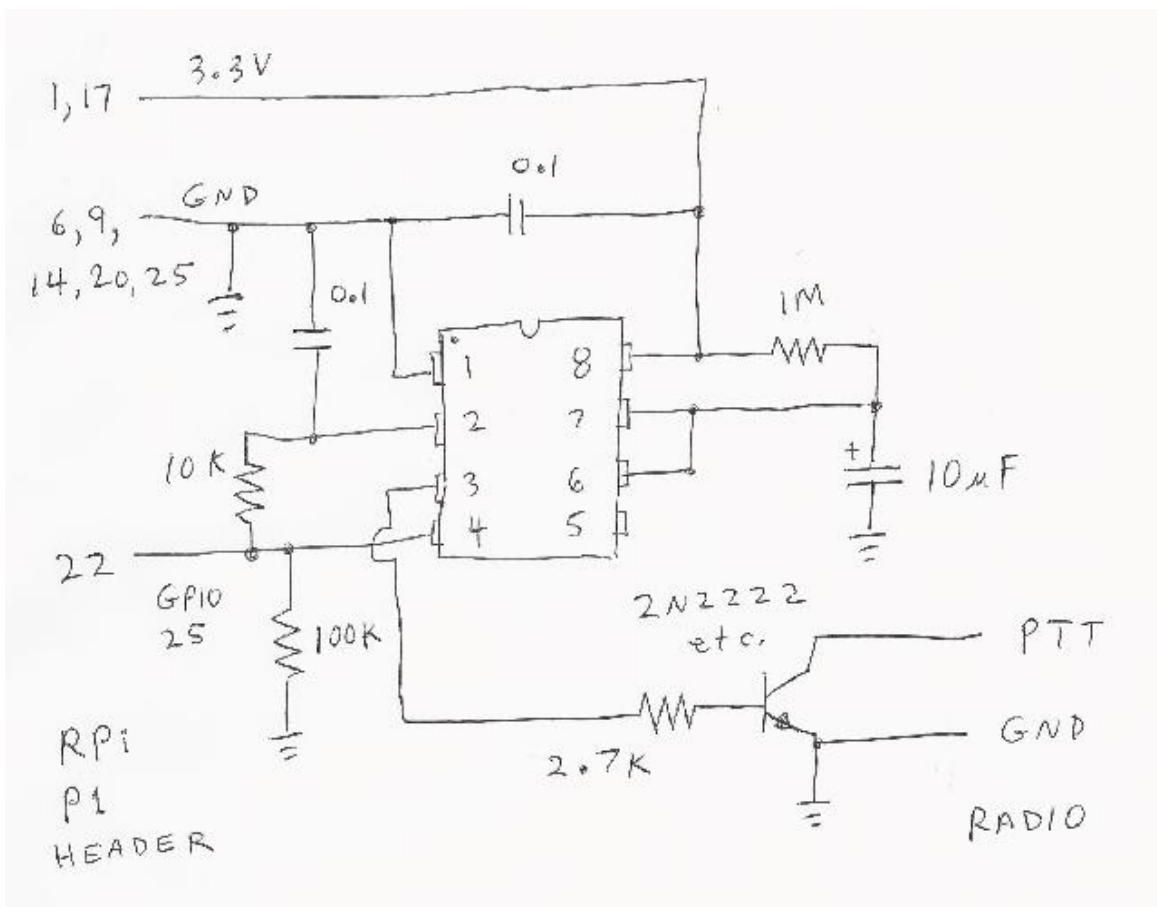 1,17
3.3V
6,9,
14,20,25
GND
0.1
0.1
1M
1
8
2
7
3
6
4
5
10K
+
10µF
22
GPIO
25
100K
2N2222
etc.
PTT
2.7K
GND
RPi
P1
HEADER
RADIO